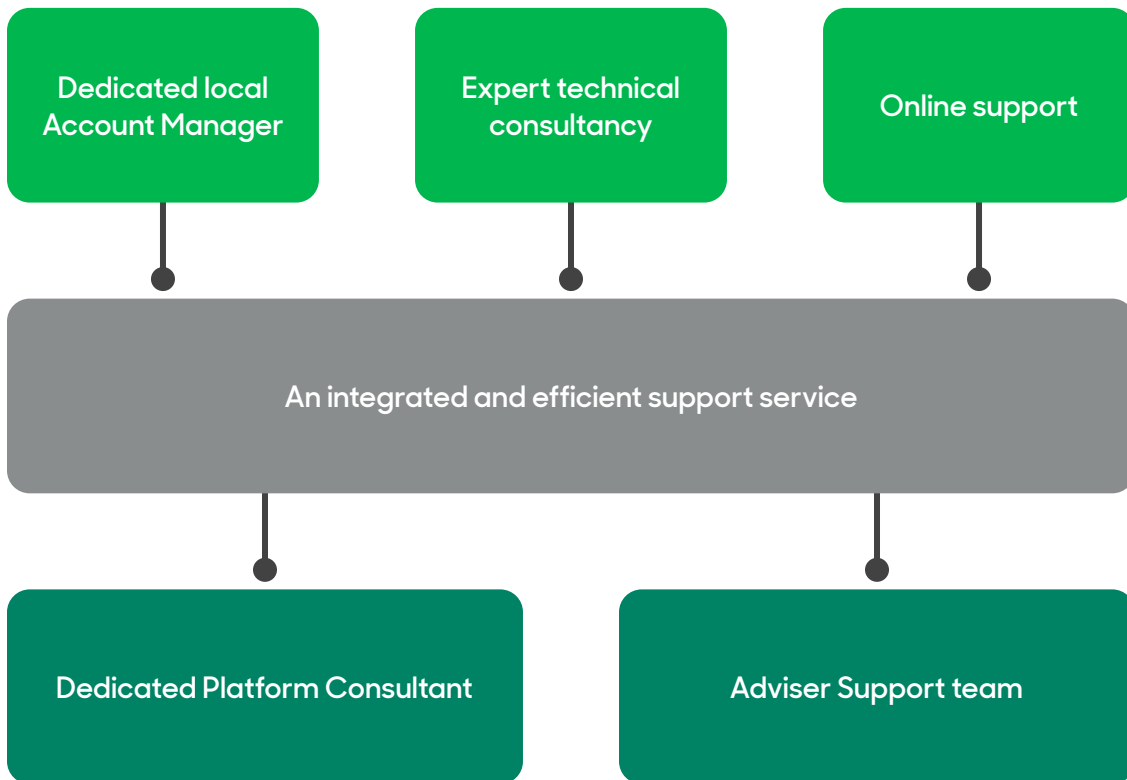 Dedicated local
Account Manager
Expert technical
consultancy
Online support
An integrated and efficient support service
Dedicated Platform Consultant
Adviser Support team